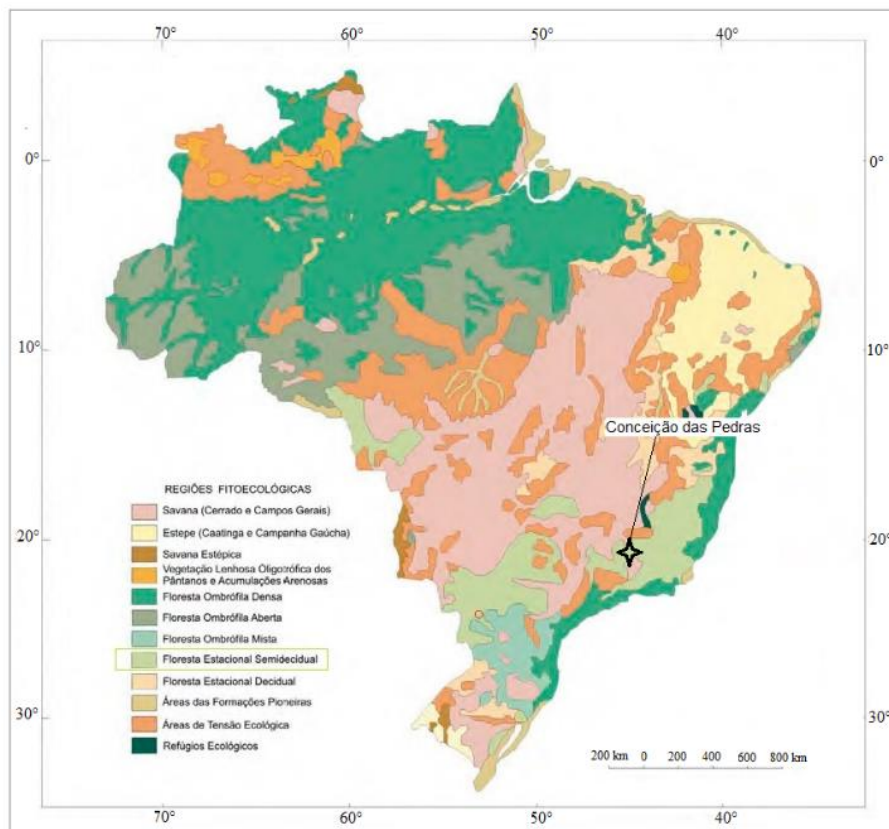 70°
60°
50°
40°
0°
0°
10°
10°
Conceição das Pedras
REGIÕES FITOECOLÓGICAS
Savana (Cerrado e Campos Gerais)
Estepe (Caatinga e Campanha Gaúcha)
20°
20°
Savana Estépica
Vegetação Lenhosa Oligotrófica dos
Pântanos e Acumulações Arenosas
Floresta Ombrófila Densa
Floresta Ombrófila Aberta
Floresta Ombrófila Mista
Floresta Estacional Semidecidual
Floresta Estacional Decidual
Áreas das Formações Pioneiras
30°
30°
Áreas de Tensão Ecológica
Refúgios Ecológicos
200 km 0 200 400 600 800 km
70°
60°
50°
40°